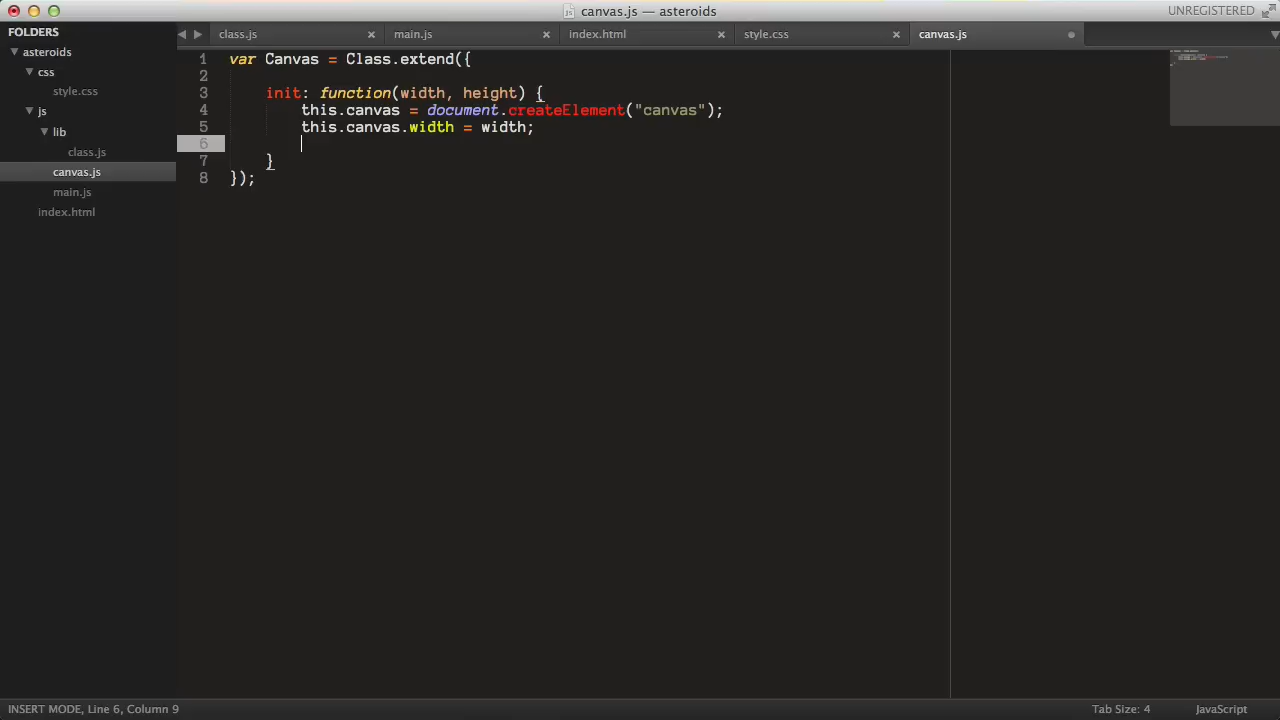 canvas.js — asteroids
UNREGISTERED
FOLDERS
asteroids
css
style.css
js
lib
class.js
canvas.js
main.js
index.html
class.js
main.js
index.html
style.css
canvas.js
1 var Canvas = Class.extend({
2
3 init: function(width, height) {
4 this.canvas = document.createElement("canvas");
5 this.canvas.width = width;
6
7 }
8 });
INSERT MODE, Line 6, Column 9
Tab Size: 4
JavaScript